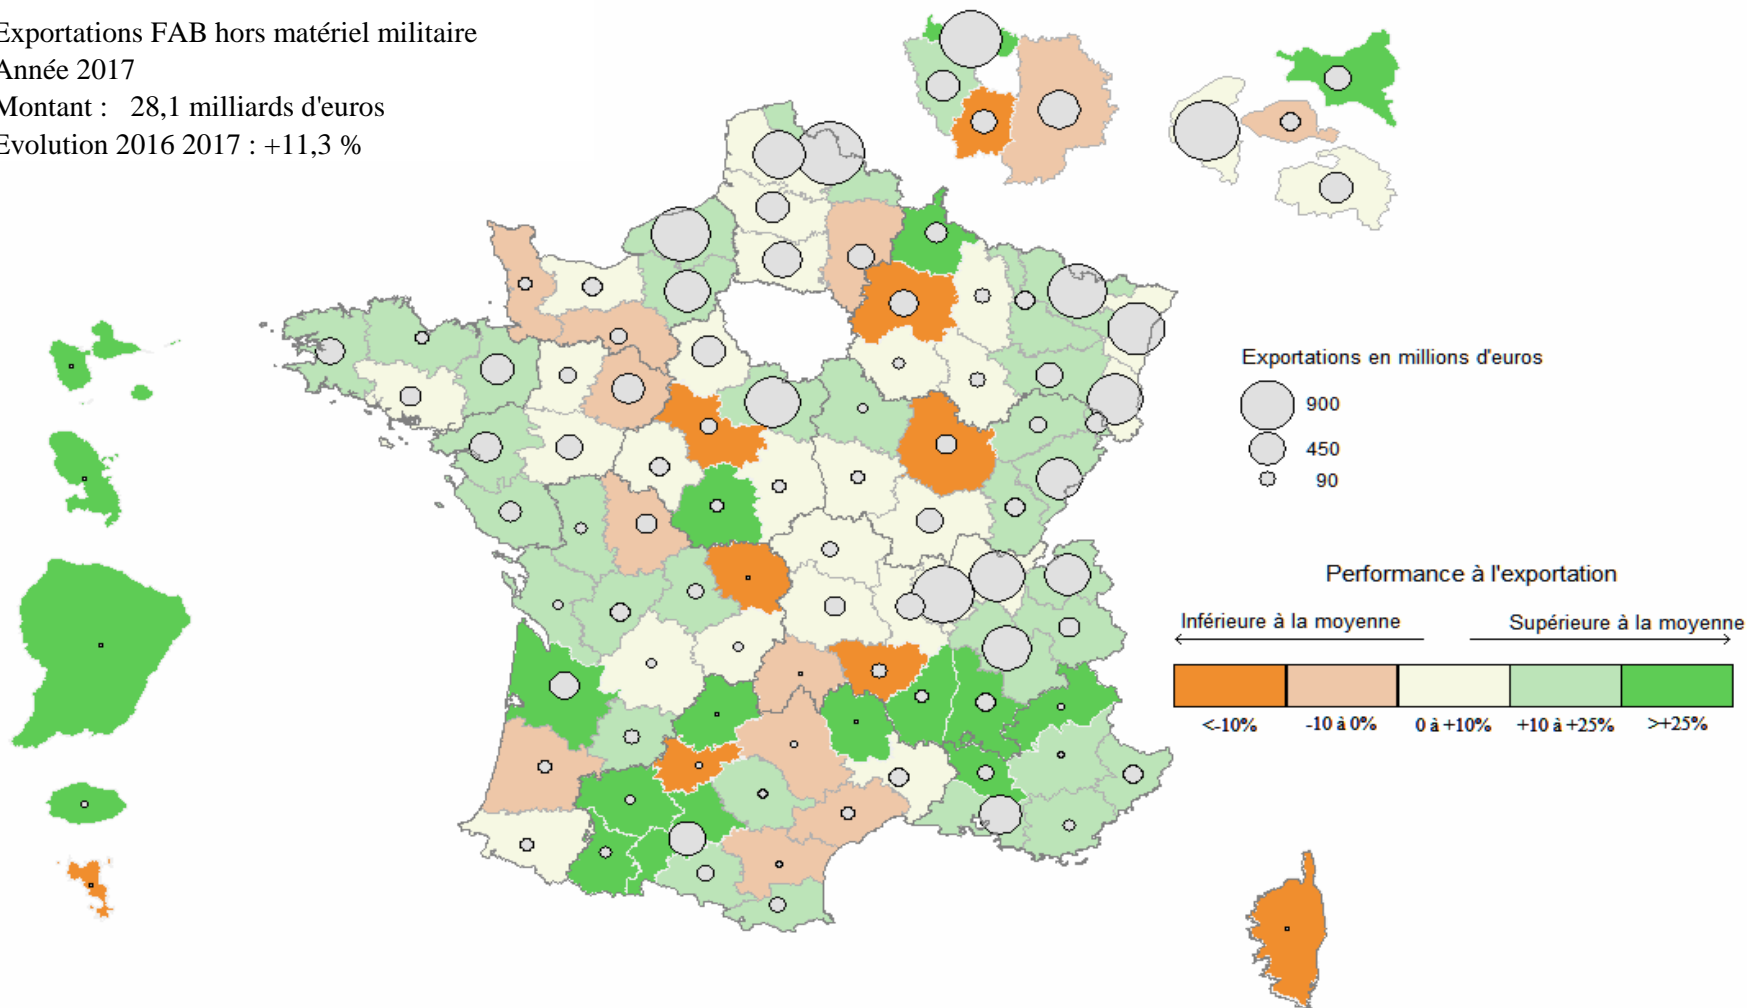 Exportations FAB hors matériel militaire
Année 2017
Montant : 28,1 milliards d'euros
Evolution 2016 2017 : +11,3 %
Exportations en millions d'euros
900
450
90
Performance à l'exportation
Inférieure à la moyenne Supérieure à la moyenne
<-10% -10 à 0% 0 à +10% +10 à +25% >+25%